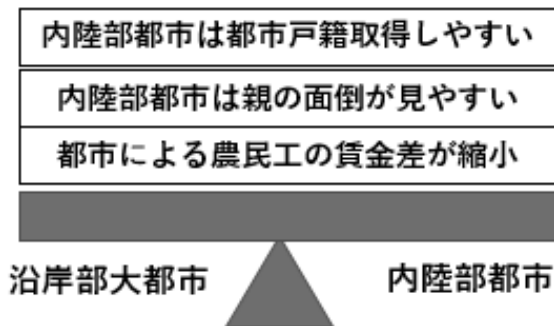 内陸部都市は都市戸籍取得しやすい
内陸部都市は親の面倒が見やすい
都市による農民工の賃金差が縮小
沿岸部大都市
内陸部都市